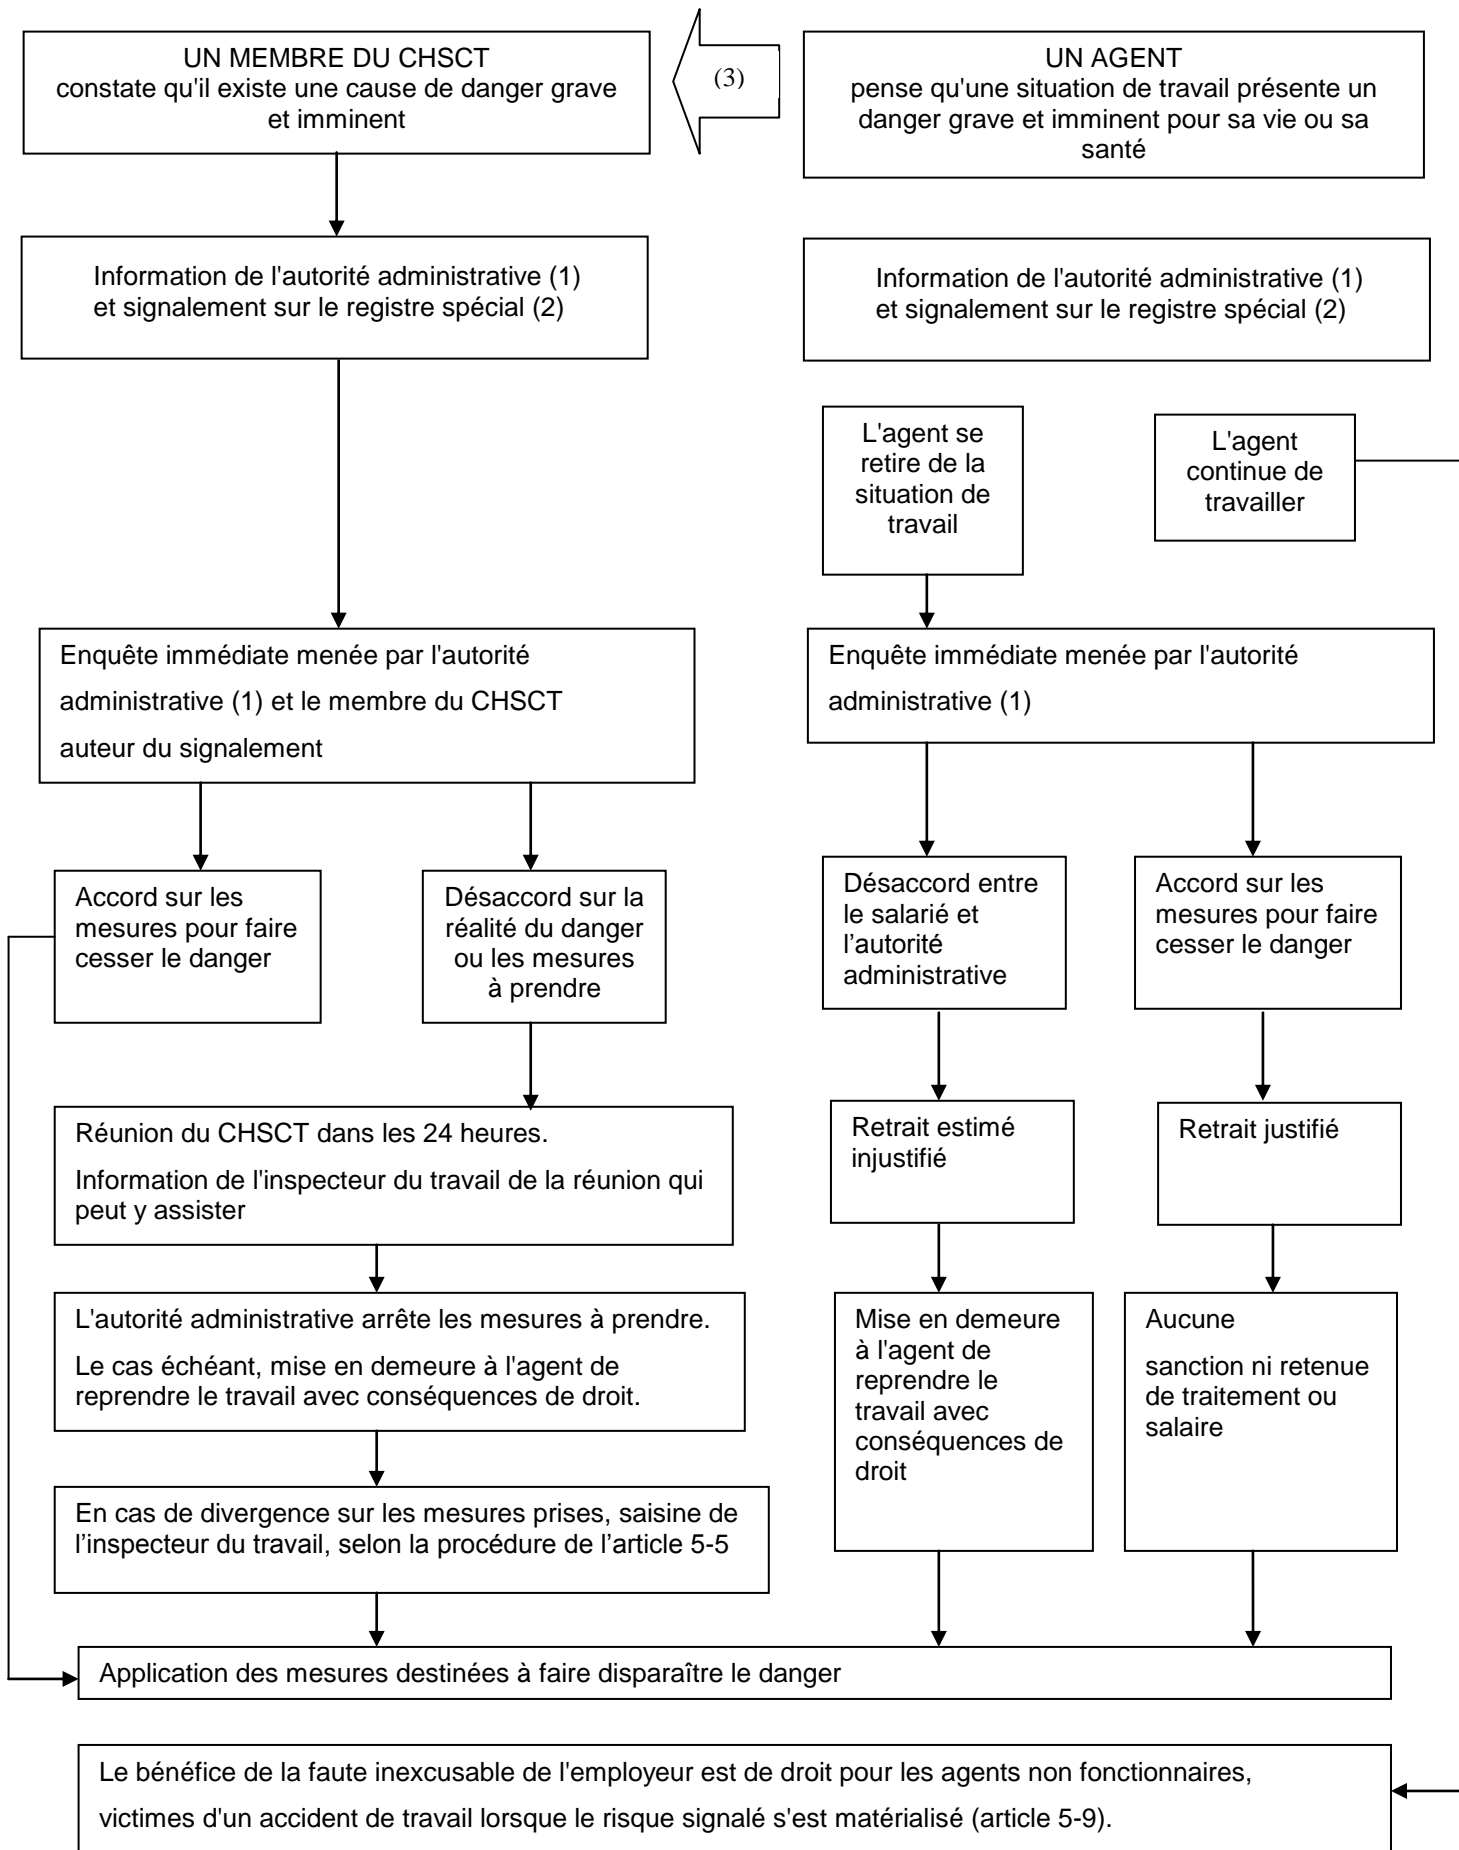 UN MEMBRE DU CHSCT
constate qu'il existe une cause de danger grave
et imminent
(3)
UN AGENT
pense qu'une situation de travail présente un
danger grave et imminent pour sa vie ou sa
santé
Information de l'autorité administrative (1)
et signalement sur le registre spécial (2)
Information de l'autorité administrative (1)
et signalement sur le registre spécial (2)
L'agent se
retire de la
situation de
travail
L'agent
continue de
travailler
Enquête immédiate menée par l'autorité
administrative (1) et le membre du CHSCT
auteur du signalement
Enquête immédiate menée par l'autorité
administrative (1)
Accord sur les
mesures pour faire
cesser le danger
Désaccord sur la
réalité du danger
ou les mesures
à prendre
Désaccord entre
le salarié et
l’autorité
administrative
Accord sur les
mesures pour faire
cesser le danger
Réunion du CHSCT dans les 24 heures.
Information de l'inspecteur du travail de la réunion qui
peut y assister
Retrait estimé
injustifié
Retrait justifié
L'autorité administrative arrête les mesures à prendre.
Le cas échéant, mise en demeure à l'agent de
reprendre le travail avec conséquences de droit.
Mise en demeure
à l'agent de
reprendre le
travail avec
conséquences de
droit
Aucune
sanction ni retenue
de traitement ou
salaire
En cas de divergence sur les mesures prises, saisine de
l’inspecteur du travail, selon la procédure de l’article 5-5
Application des mesures destinées à faire disparaître le danger
Le bénéfice de la faute inexcusable de l'employeur est de droit pour les agents non fonctionnaires,
victimes d'un accident de travail lorsque le risque signalé s'est matérialisé (article 5-9).